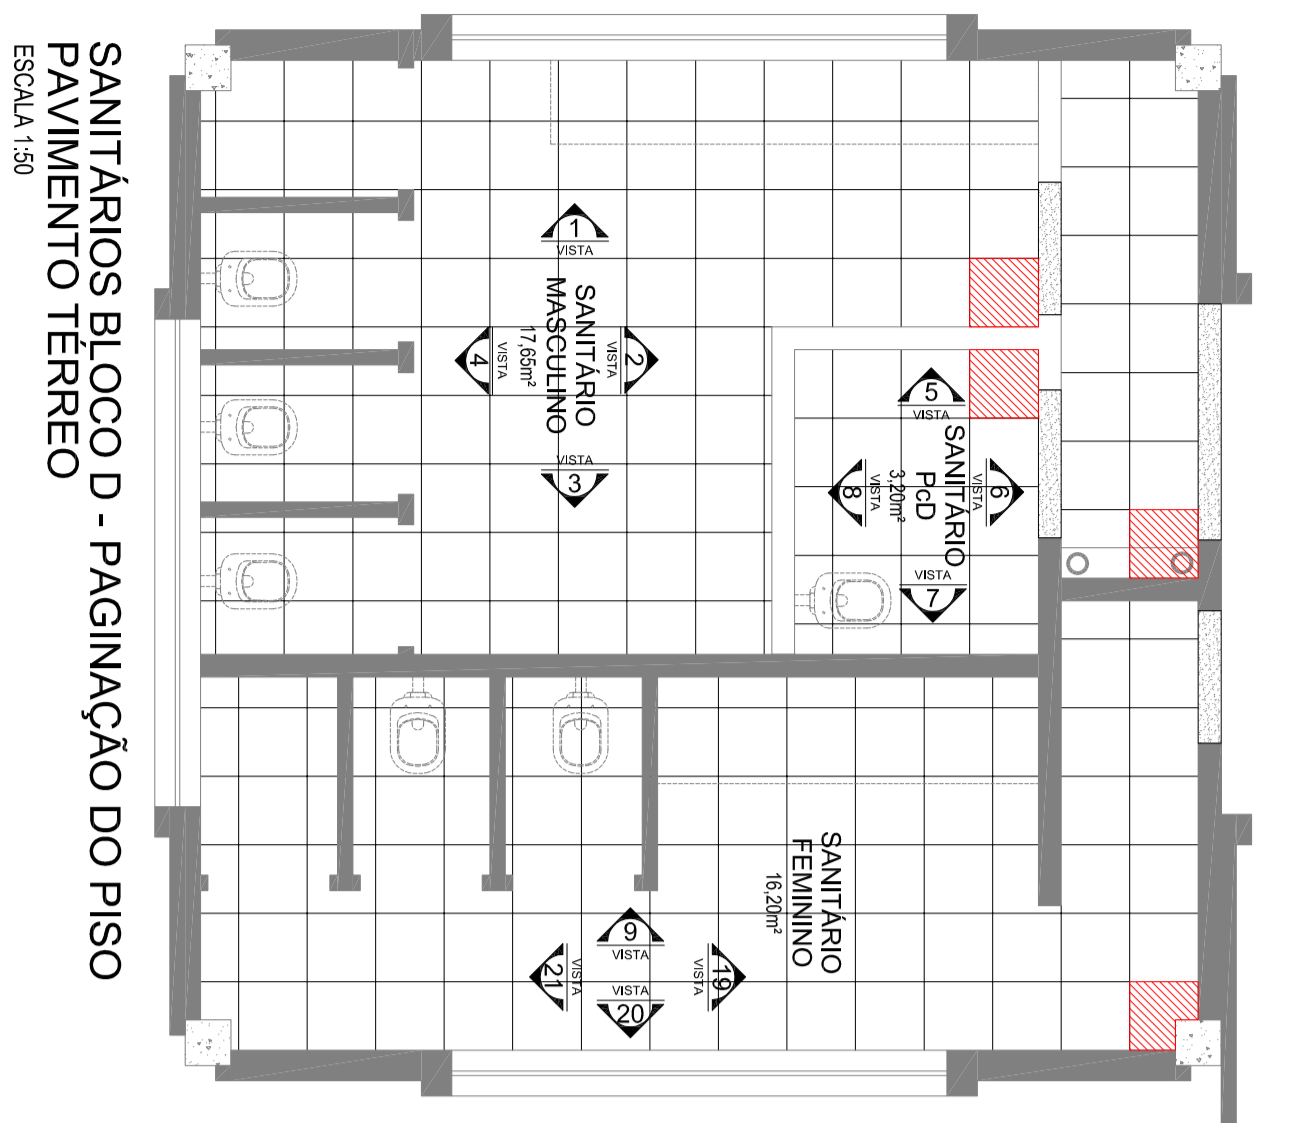 SANITÁRIOS BLOCO D - PAGINAÇÃO DO PISO
PAVIMENTO TÉRREO
ESCALA 1:50
1
VISTA
SANITÁRIO
MASCULINO
17,65m²
2
VISTA
4
VISTA
VISTA
3
5
VISTA
SANITÁRIO
PcD
3,20m²
6
VISTA
8
VISTA
VISTA
7
SANITÁRIO
FEMININO
16,20m²
9
VISTA
19
VISTA
21
VISTA
VISTA
20